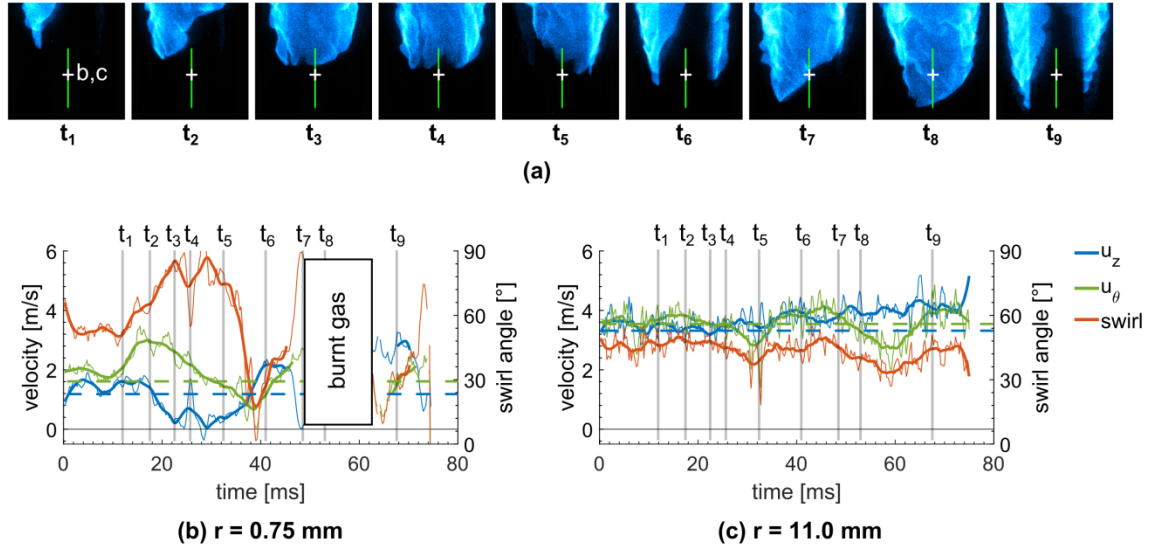 b,c
t1 t2 t3 t4 t5 t6 t7 t8 t9
(a)
t1 t2 t3 t4 t5 t6 t7 t8 t9
6
4
2
0
velocity [m/s]
burnt gas
90
60
30
0
swirl angle [°]
0 20 40 60 80
time [ms]
(b) r = 0.75 mm
t1 t2 t3 t4 t5 t6 t7 t8 t9
6
4
2
0
velocity [m/s]
90
60
30
0
swirl angle [°]
0 20 40 60 80
time [ms]
(c) r = 11.0 mm
uz
uθ
swirl